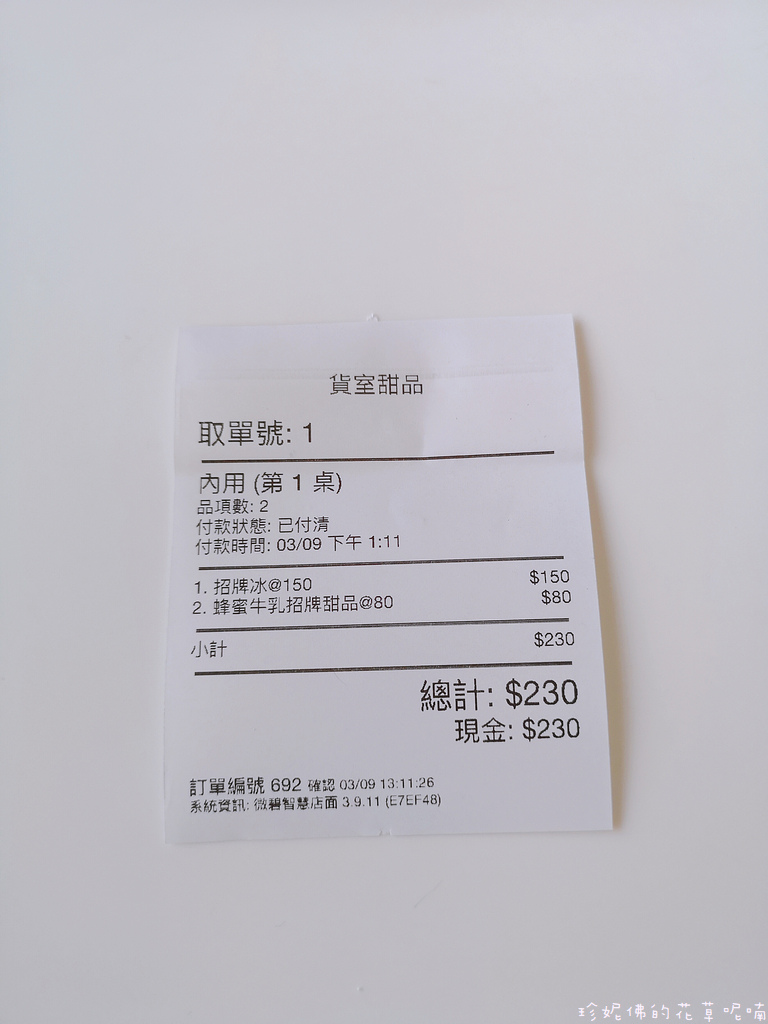 貨室甜品
取單號: 1
內用 (第 1 桌)
品項數: 2
付款狀態: 已付清
付款時間: 03/09 下午 1:11
1. 招牌冰@150 $150
2. 蜂蜜牛乳招牌甜品@80 $80
小計 $230
總計: $230
現金: $230
訂單編號 692 確認 03/09 13:11:26
系統資訊: 微碧智慧店面 3.9.11 (E7EF48)
珍妮佛的花草呢喃